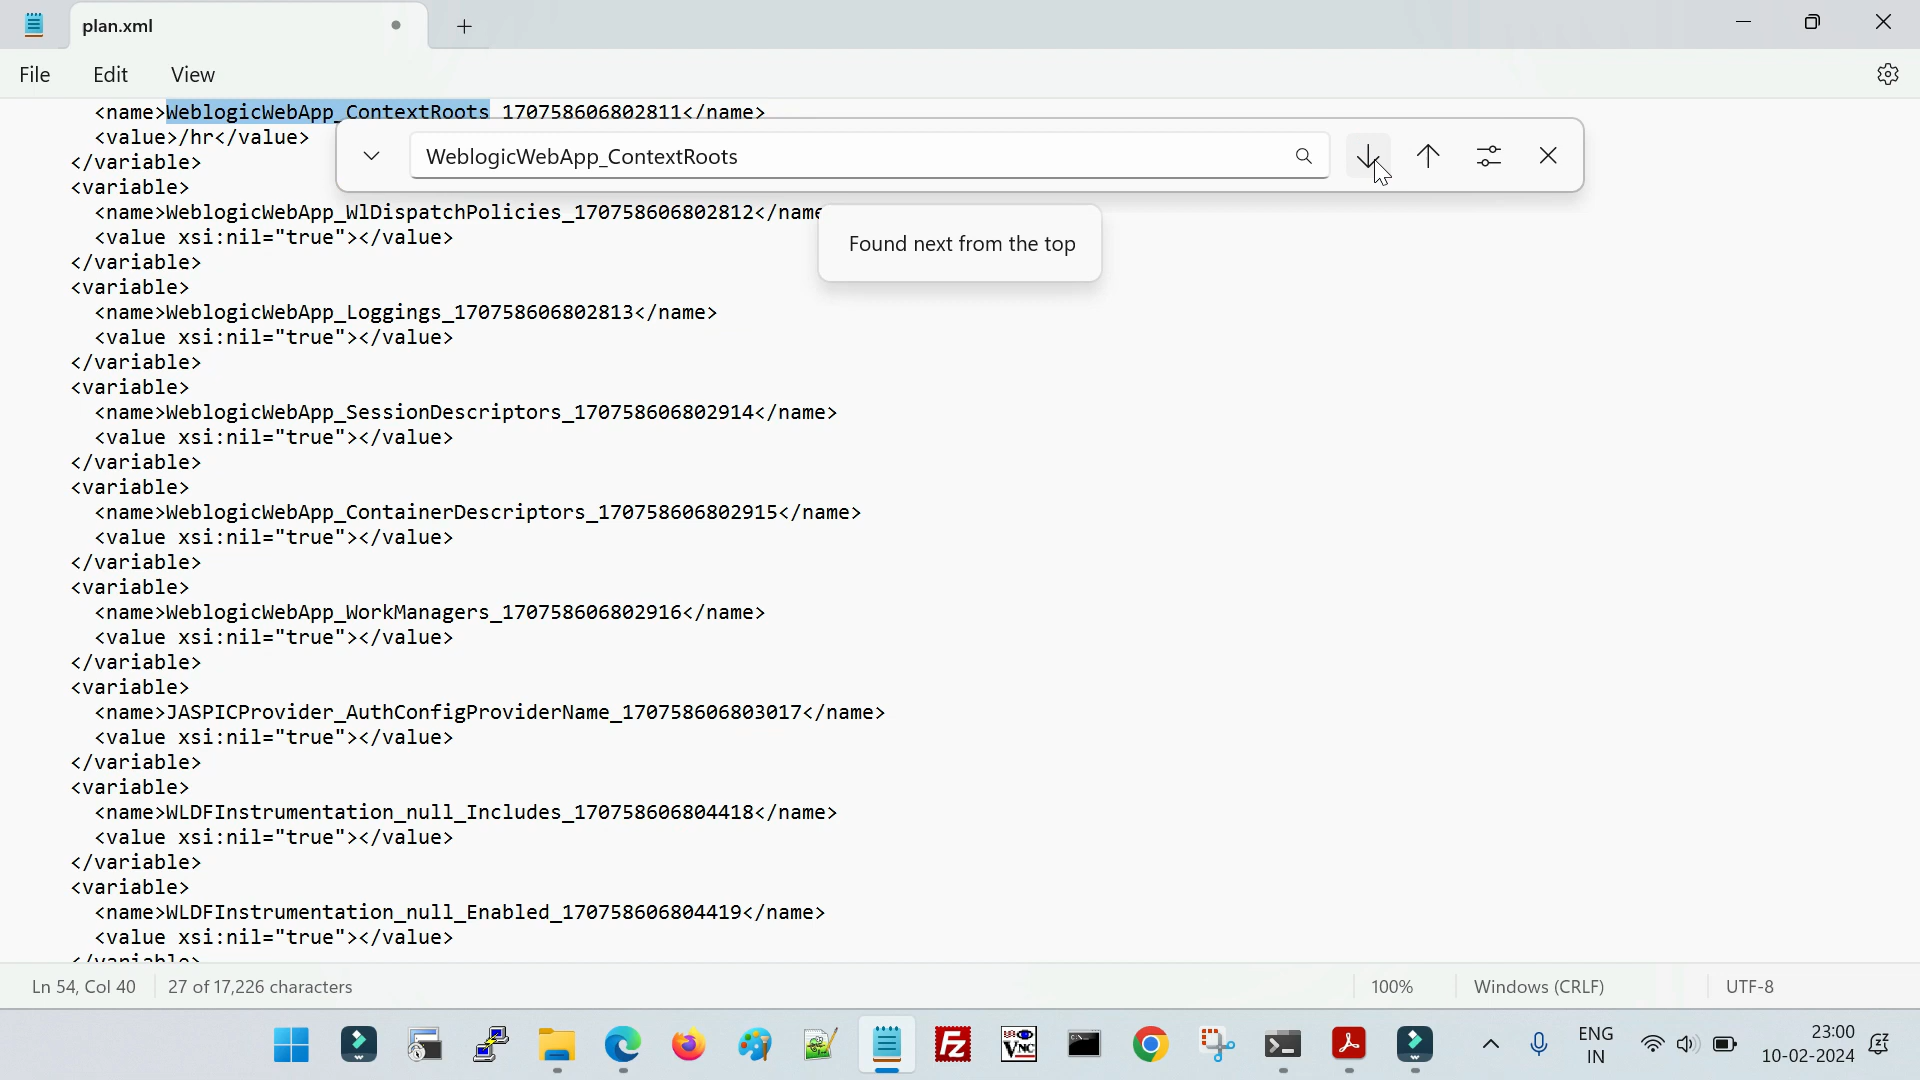 plan.xml
File Edit View
<name>WeblogicWebApp_ContextRoots_170758606802811</name>
<value>/hr</value>
WeblogicWebApp_ContextRoots
</variable>
<variable>
<name>WeblogicWebApp_WlDispatchPolicies_170758606802812</name
<value xsi:nil="true"></value>
Found next from the top
</variable>
<variable>
<name>WeblogicWebApp_Loggings_170758606802813</name>
<value xsi:nil="true"></value>
</variable>
<variable>
<name>WeblogicWebApp_SessionDescriptors_170758606802914</name>
<value xsi:nil="true"></value>
</variable>
<variable>
<name>WeblogicWebApp_ContainerDescriptors_170758606802915</name>
<value xsi:nil="true"></value>
</variable>
<variable>
<name>WeblogicWebApp_WorkManagers_170758606802916</name>
<value xsi:nil="true"></value>
</variable>
<variable>
<name>JASPICProvider_AuthConfigProviderName_170758606803017</name>
<value xsi:nil="true"></value>
</variable>
<variable>
<name>WLDFInstrumentation_null_Includes_170758606804418</name>
<value xsi:nil="true"></value>
</variable>
<variable>
<name>WLDFInstrumentation_null_Enabled_170758606804419</name>
<value xsi:nil="true"></value>
</variable>
Ln 54, Col 40 27 of 17,226 characters 100% Windows (CRLF) UTF-8
ENG 23:00
IN 10-02-2024